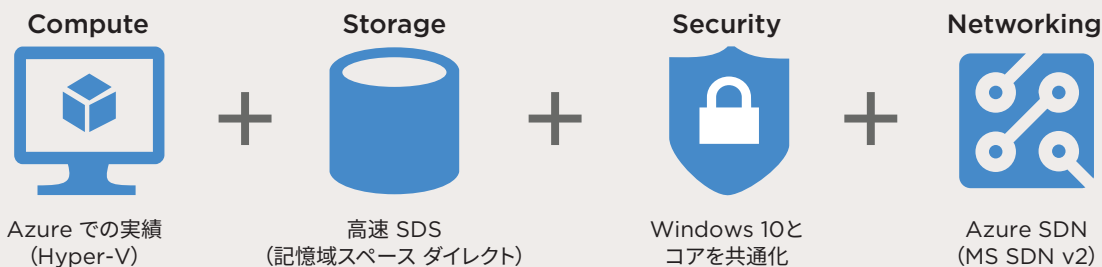 Compute
Storage
Security
Networking
Azure での実績
（Hyper-V）
高速 SDS
（記憶域スペース ダイレクト）
Windows 10と
コアを共通化
Azure SDN
（MS SDN v2）